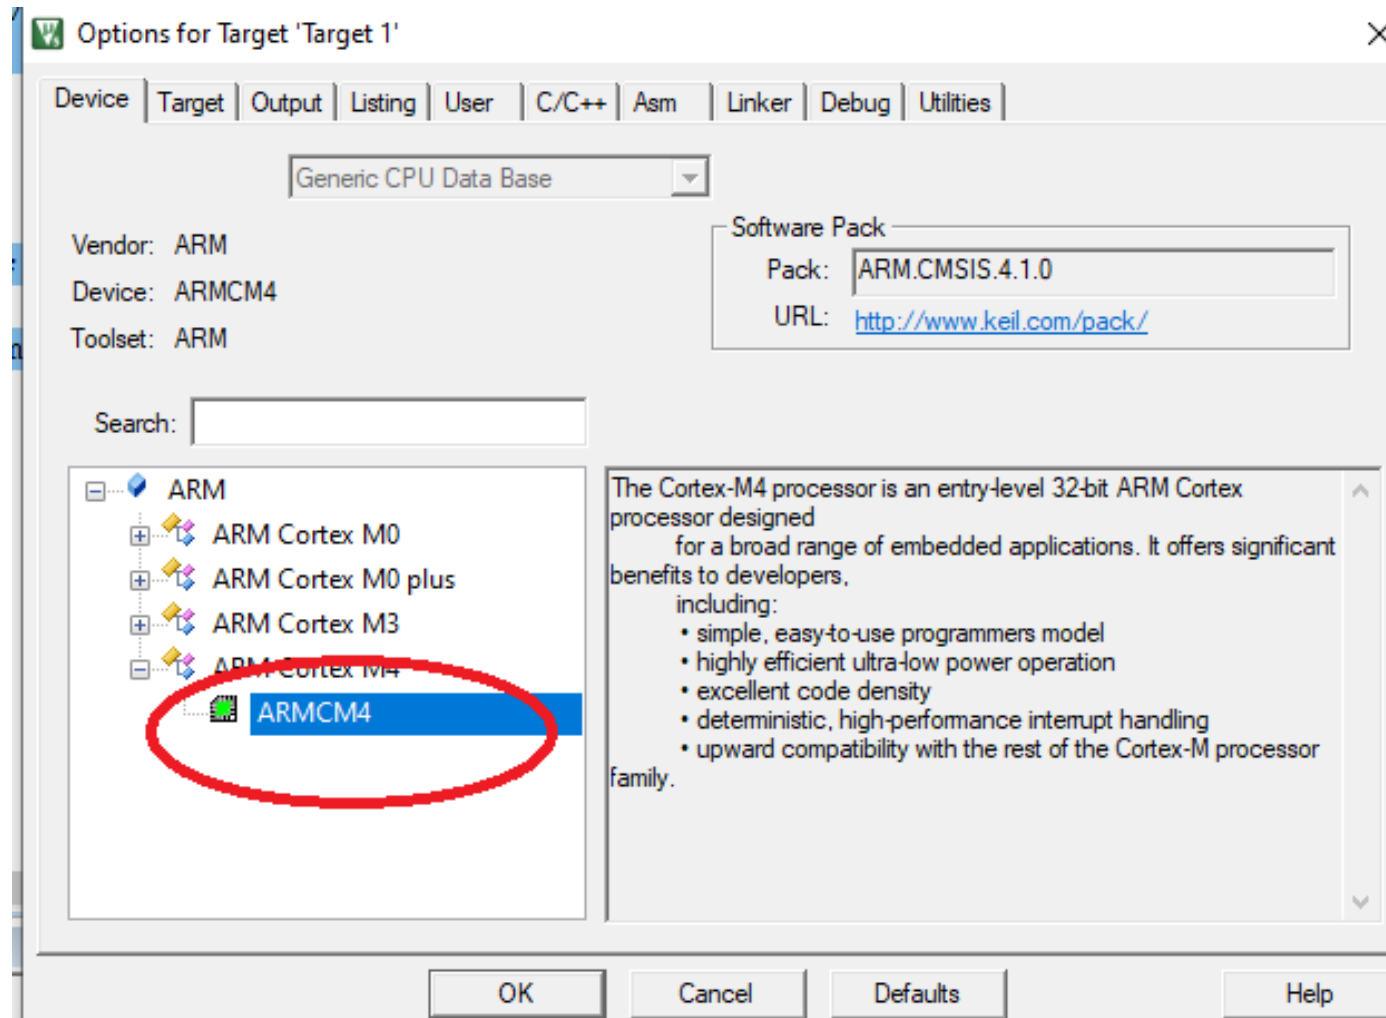 Options for Target 'Target 1'
Device Target Output Listing User C/C++ Asm Linker Debug Utilities
Generic CPU Data Base
Software Pack
Vendor: ARM
Pack: ARM.CMSIS.4.1.0
Device: ARMCM4
URL: http://www.keil.com/pack/
Toolset: ARM
Search:
ARM
ARM Cortex M0
ARM Cortex M0 plus
ARM Cortex M3
ARM Cortex M4
ARMCM4
The Cortex-M4 processor is an entry-level 32-bit ARM Cortex
processor designed
for a broad range of embedded applications. It offers significant
benefits to developers,
including:
• simple, easy-to-use programmers model
• highly efficient ultra-low power operation
• excellent code density
• deterministic, high-performance interrupt handling
• upward compatibility with the rest of the Cortex-M processor
family.
OK Cancel Defaults Help